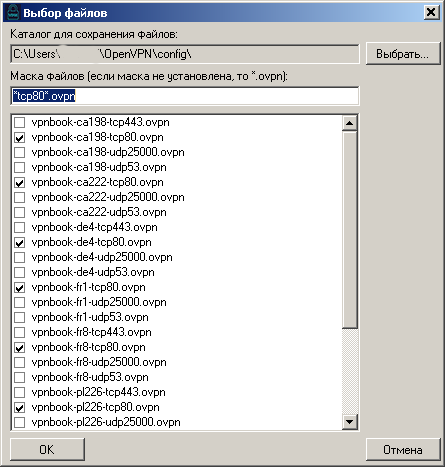 Выбор файлов
Каталог для сохранения файлов:
C:\Users\ \OpenVPN\config\
Выбрать...
Маска файлов (если маска не установлена, то *.ovpn):
*tcp80*.ovpn
vpnbook-ca198-tcp443.ovpn
vpnbook-ca198-tcp80.ovpn
vpnbook-ca198-udp25000.ovpn
vpnbook-ca198-udp53.ovpn
vpnbook-ca222-tcp80.ovpn
vpnbook-ca222-udp25000.ovpn
vpnbook-ca222-udp53.ovpn
vpnbook-de4-tcp443.ovpn
vpnbook-de4-tcp80.ovpn
vpnbook-de4-udp25000.ovpn
vpnbook-de4-udp53.ovpn
vpnbook-fr1-tcp80.ovpn
vpnbook-fr1-udp25000.ovpn
vpnbook-fr1-udp53.ovpn
vpnbook-fr8-tcp443.ovpn
vpnbook-fr8-tcp80.ovpn
vpnbook-fr8-udp25000.ovpn
vpnbook-fr8-udp53.ovpn
vpnbook-pl226-tcp443.ovpn
vpnbook-pl226-tcp80.ovpn
vpnbook-pl226-udp25000.ovpn
OK
Отмена